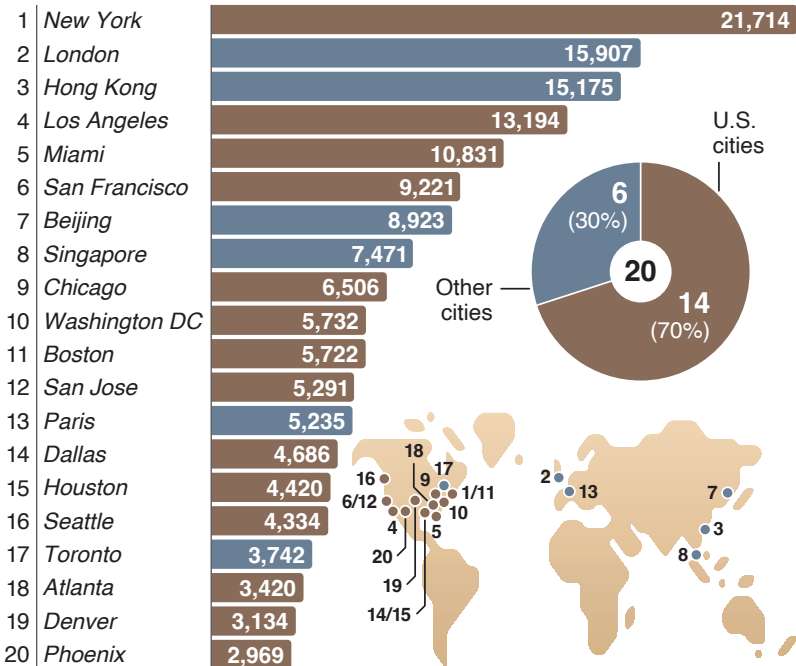 1 New York 21,714
2 London 15,907
3 Hong Kong 15,175
4 Los Angeles 13,194
5 Miami 10,831
6 San Francisco 9,221
7 Beijing 8,923
8 Singapore 7,471
9 Chicago 6,506
10 Washington DC 5,732
11 Boston 5,722
12 San Jose 5,291
13 Paris 5,235
14 Dallas 4,686
15 Houston 4,420
16 Seattle 4,334
17 Toronto 3,742
18 Atlanta 3,420
19 Denver 3,134
20 Phoenix 2,969
U.S.
cities
6
(30%)
20
Other
cities
14
(70%)
18
17
16
9
1/11
6/12
10
4
5
20
19
14/15
2
13
7
3
8